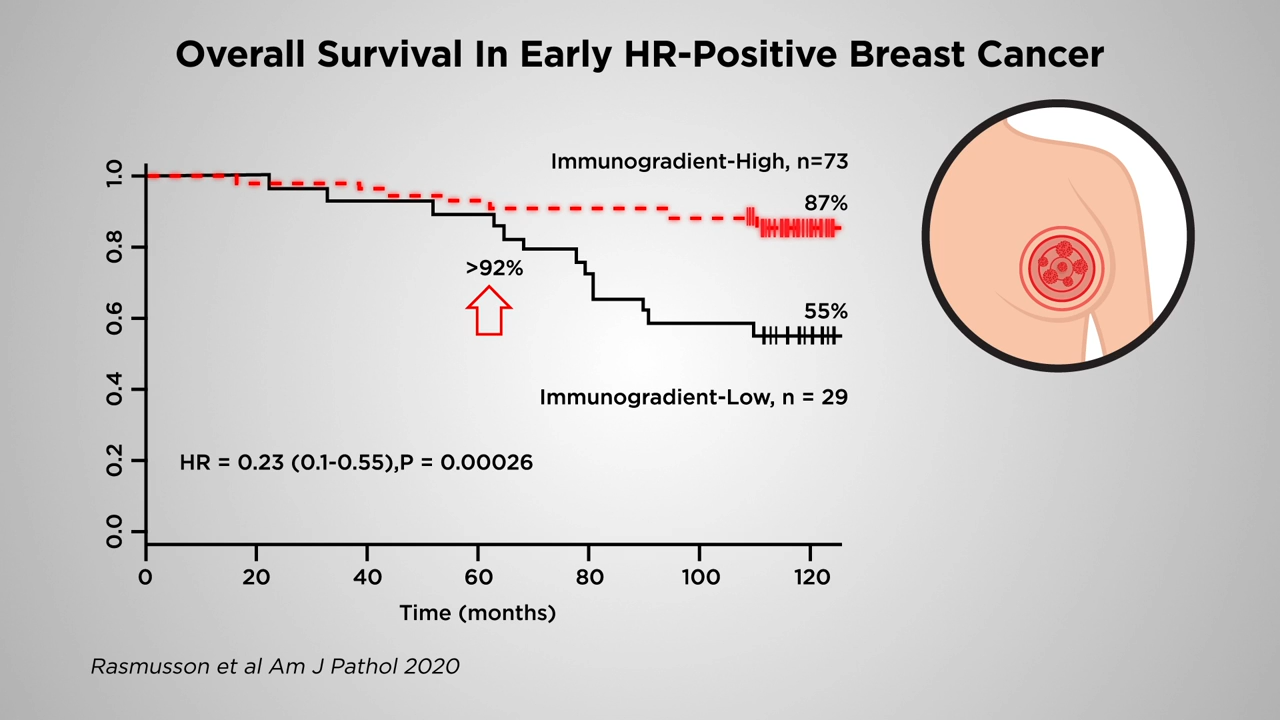 Overall Survival In Early HR-Positive Breast Cancer
Immunogradient-High, n=73
87%
>92%
55%
Immunogradient-Low, n = 29
HR = 0.23 (0.1-0.55),P = 0.00026
1.0
0.8
0.6
0.4
0.2
0.0
0 20 40 60 80 100 120
Time (months)
Rasmusson et al Am J Pathol 2020